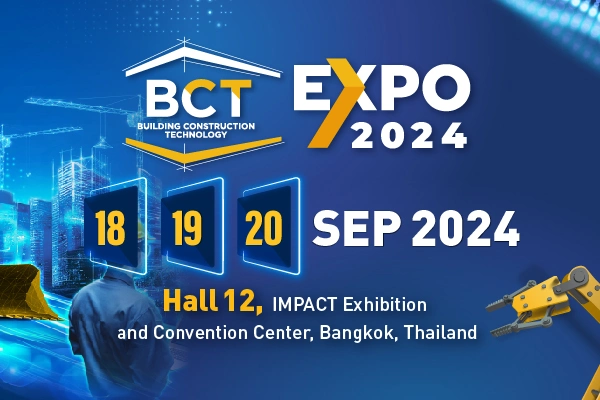 BCT
BUILDING CONSTRUCTION
TECHNOLOGY
EXPO
2024
18 19 20 SEP 2024
Hall 12, IMPACT Exhibition
and Convention Center, Bangkok, Thailand